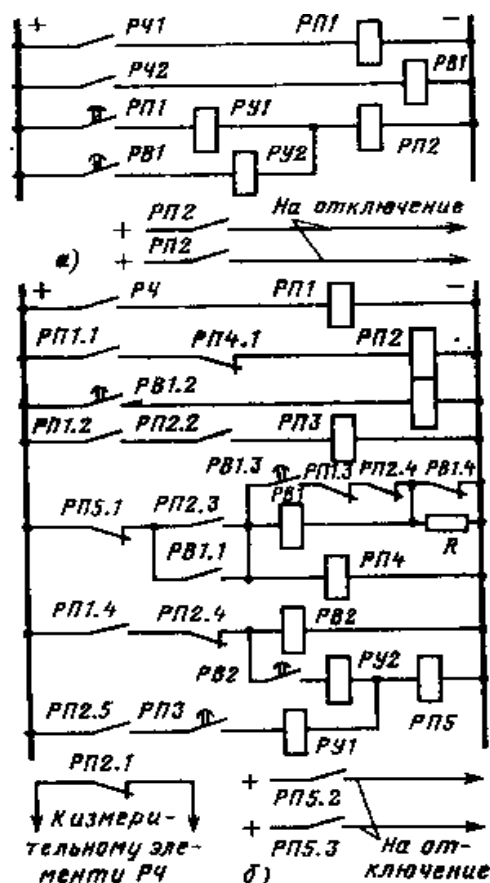 + −
РЧ1 РП1
РЧ2 РВ1
РП1 РУ1
РВ1 РУ2 РП2
+ РП2 На отключение
+ РП2
а)
+ −
РЧ РП1
РП1.1 РП4.1 РП2
РВ1.2
РП1.2 РП2.2 РП3
РВ1.3 РП1.3 РП2.4 РВ1.4
РП5.1 РП2.3 РВ1
R
РВ1.1 РП4
РП1.4 РП2.4 РВ2
РВ2 РУ2
РП2.5 РП3 РУ1 РП5
РП2.1
К измери-
тельному эле-
менту РЧ
+ РП5.2
+ РП5.3
На от-
ключение
б)